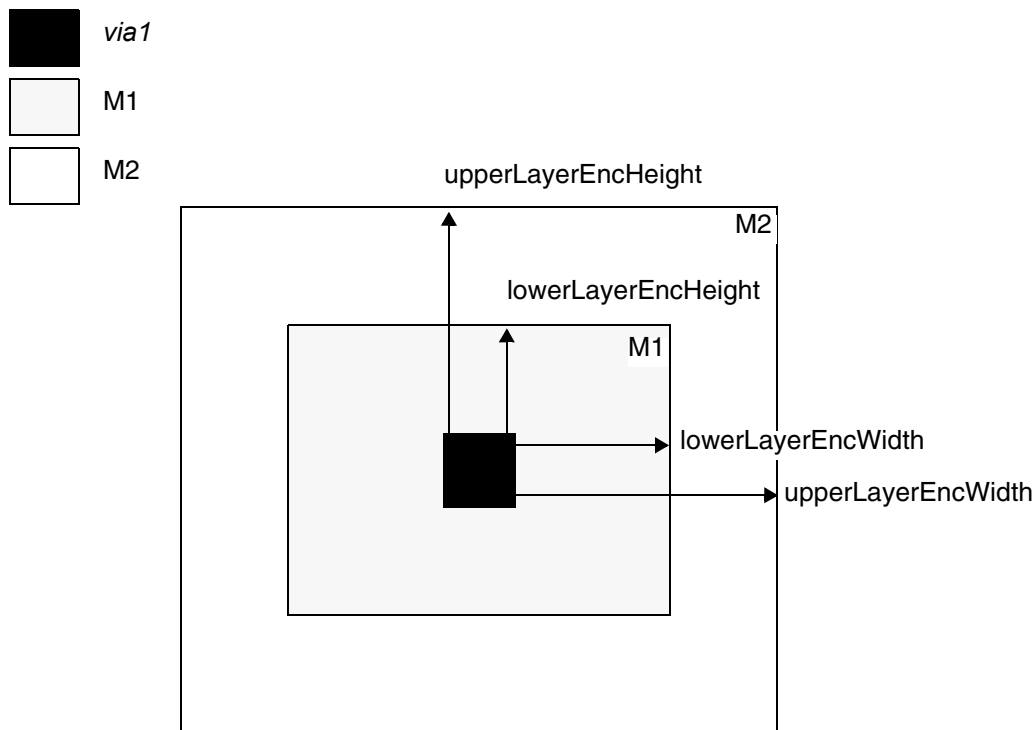 via1
M1
M2
upperLayerEncHeight
M2
lowerLayerEncHeight
M1
lowerLayerEncWidth
upperLayerEncWidth